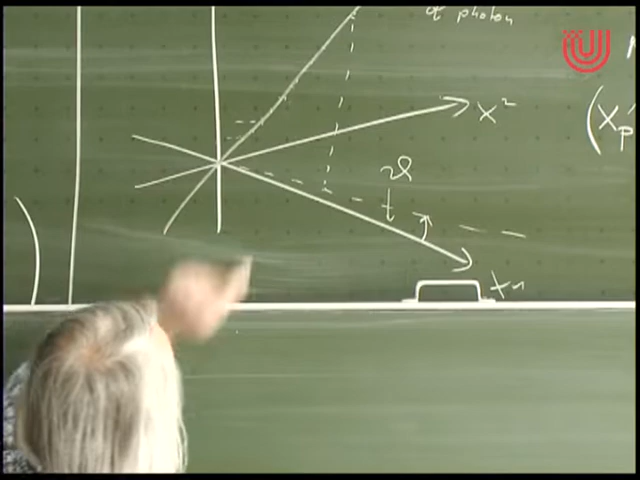 of photon
x²
(x'p
ϑ
t
x₁